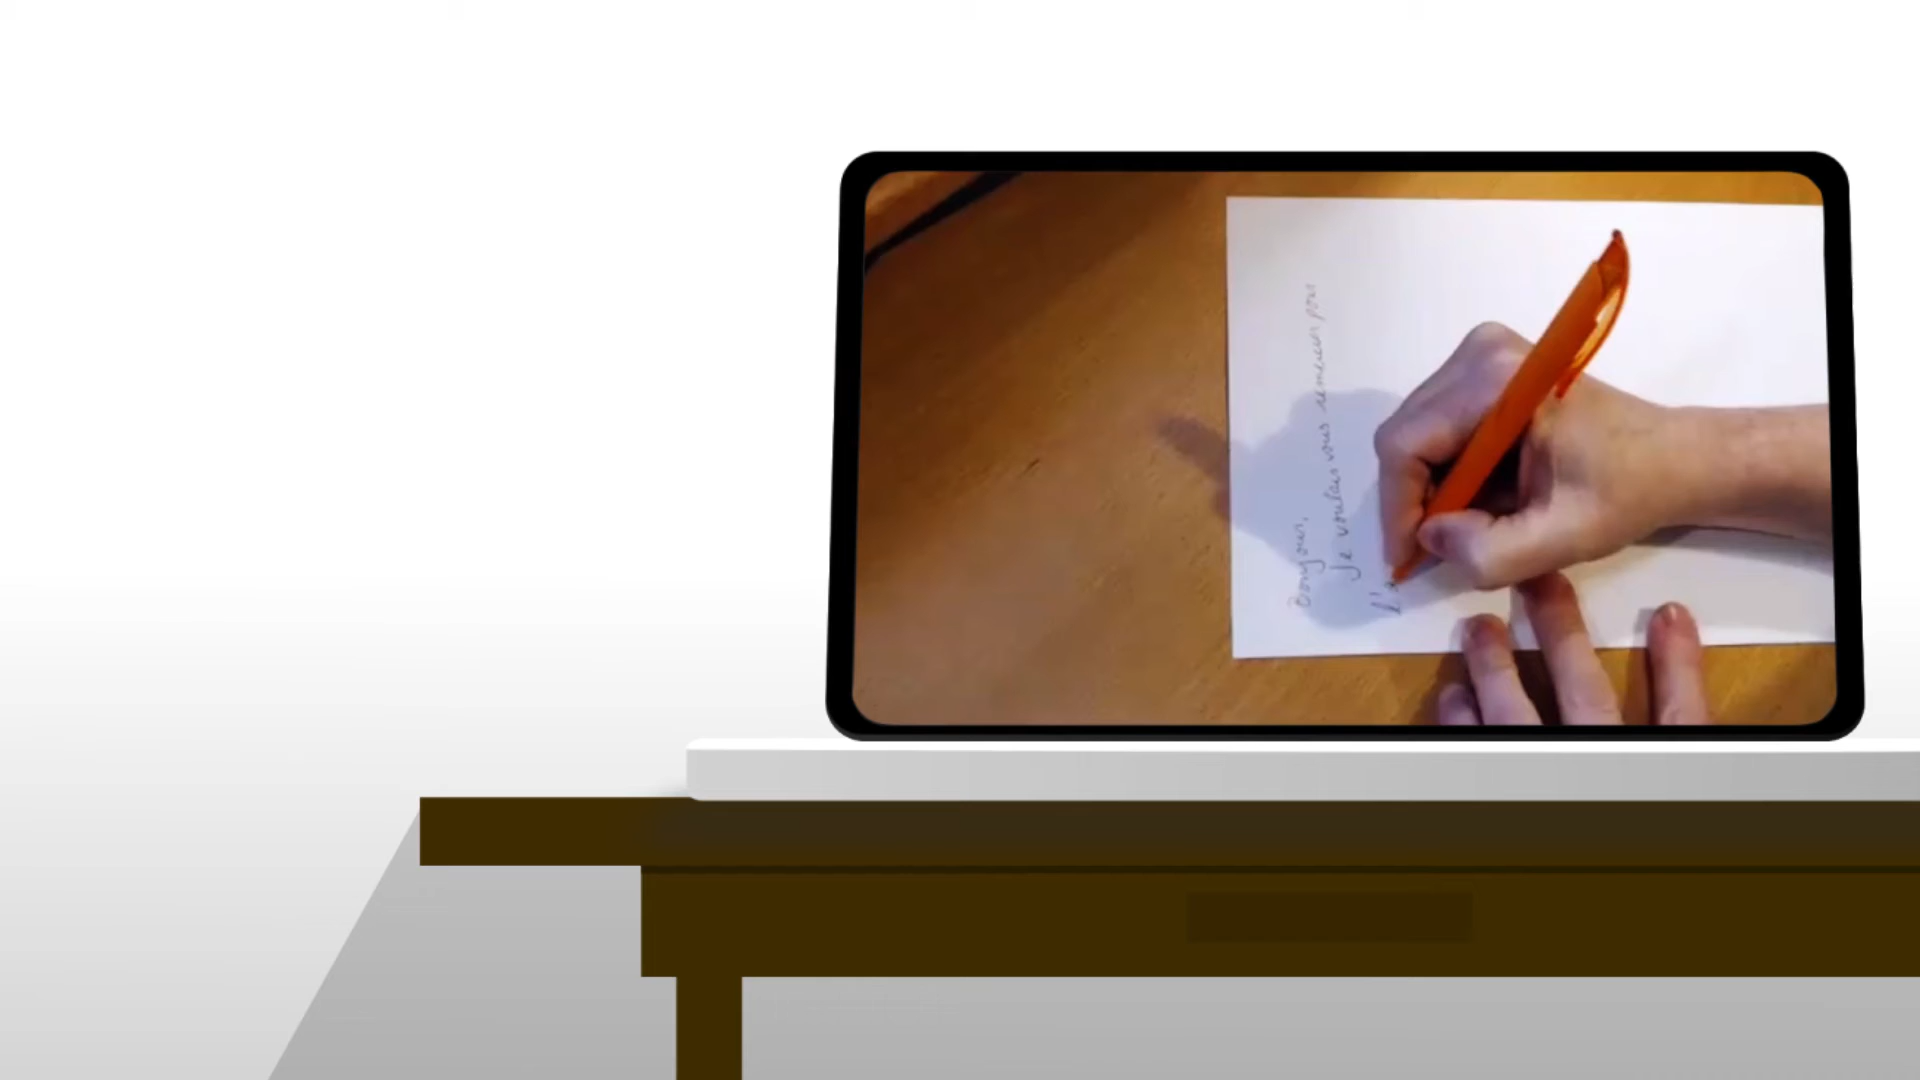 Bonjour,
Je voulais vous remercier pour
l'a